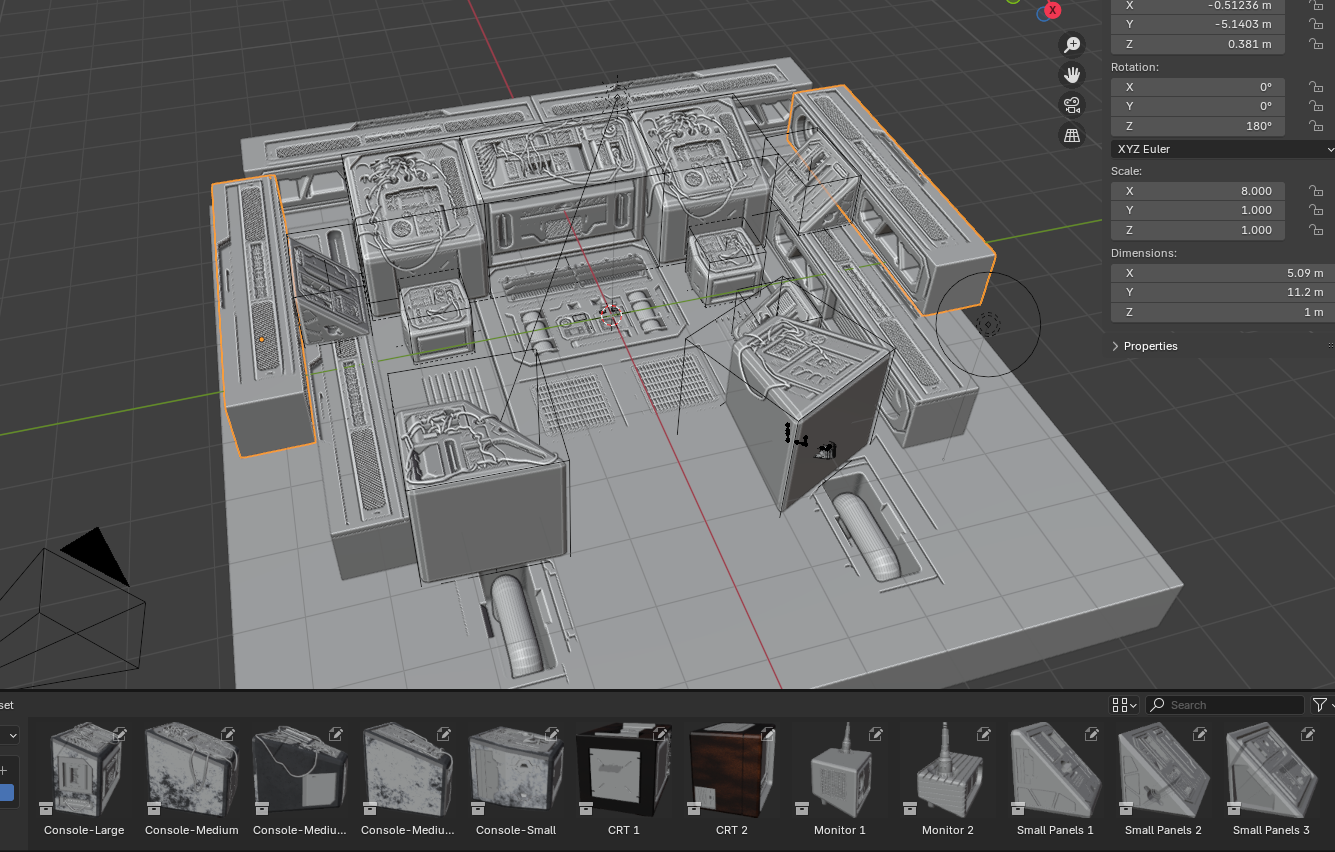 X
X -0.51236 m
Y -5.1403 m
Z 0.381 m
Rotation:
X 0°
Y 0°
Z 180°
XYZ Euler
Scale:
X 8.000
Y 1.000
Z 1.000
Dimensions:
X 5.09 m
Y 11.2 m
Z 1 m
Properties
set
Search
Console-Large
Console-Medium
Console-Mediu...
Console-Mediu...
Console-Small
CRT 1
CRT 2
Monitor 1
Monitor 2
Small Panels 1
Small Panels 2
Small Panels 3